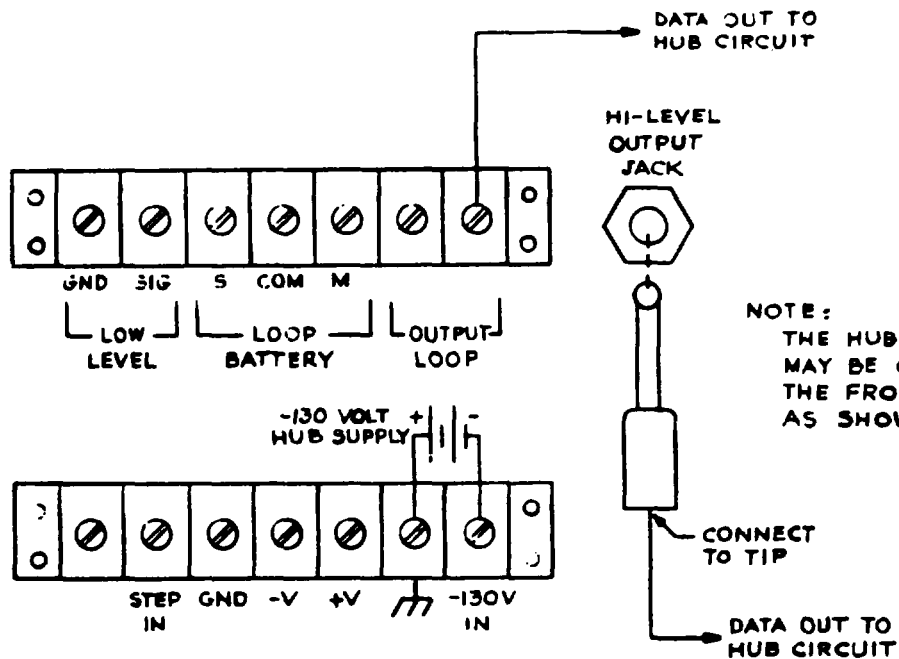 DATA OUT TO
HUB CIRCUIT
HI-LEVEL
OUTPUT
JACK
GND SIG S COM M
LOW
LEVEL
LOOP
BATTERY
OUTPUT
LOOP
NOTE:
THE HUB
MAY BE
THE FRO
AS SHOW
-130 VOLT
HUB SUPPLY
+ -
CONNECT
TO TIP
STEP
IN
GND -V +V
-130V
IN
DATA OUT TO
HUB CIRCUIT